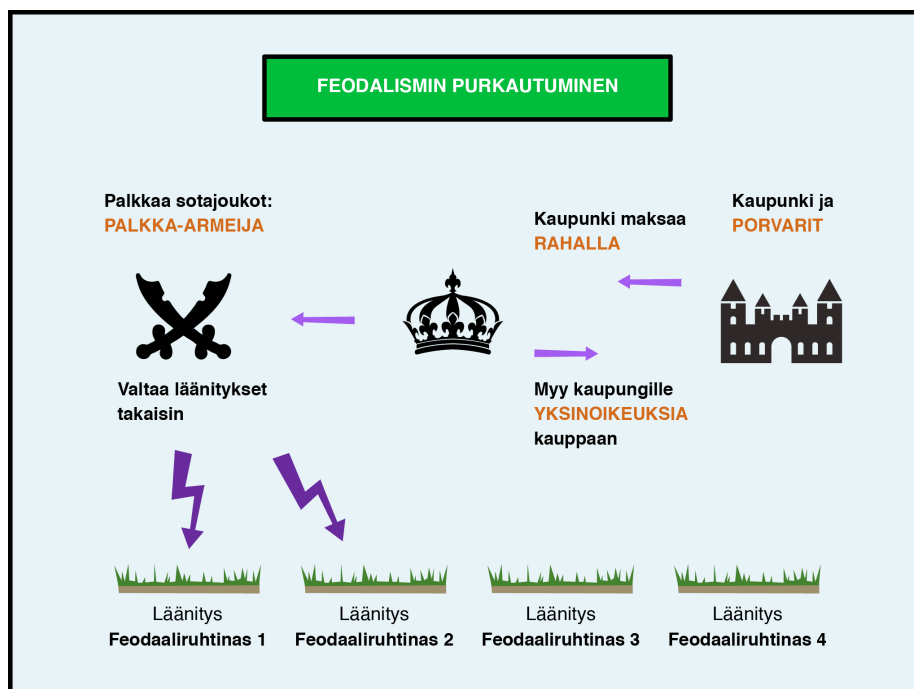 FEODALISMIN PURKAUTUMINEN
Palkkaa sotajoukot:
PALKKA-ARMEIJA
Kaupunki maksaa
RAHALLA
Kaupunki ja
PORVARIT
Valtaa läänitykset
takaisin
Myy kaupungille
YKSINOIKEUKSIA
kauppaan
Läänitys
Feodaaliruhtinas 1
Läänitys
Feodaaliruhtinas 2
Läänitys
Feodaaliruhtinas 3
Läänitys
Feodaaliruhtinas 4